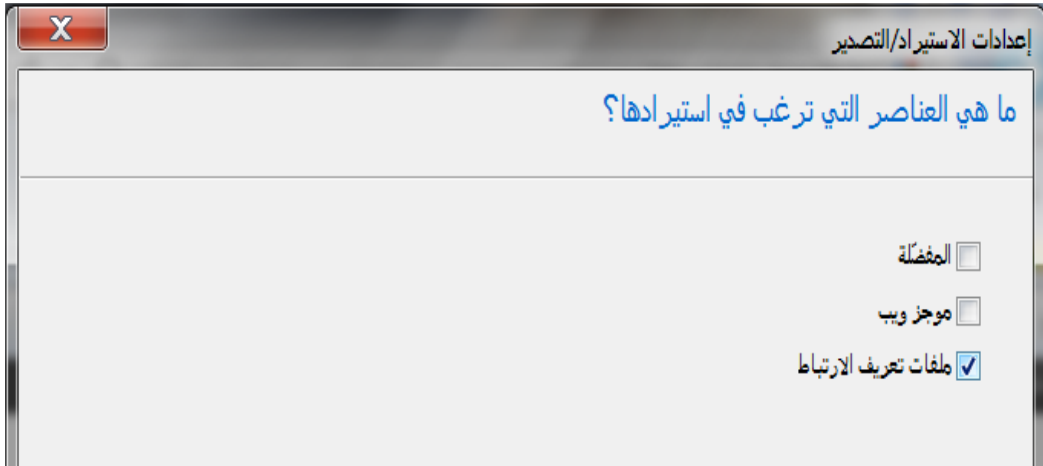 إعدادات الاستيراد/التصدير
ما هي العناصر التي ترغب في استيرادها؟
المفضّلة
موجز ويب
ملفات تعريف الارتباط